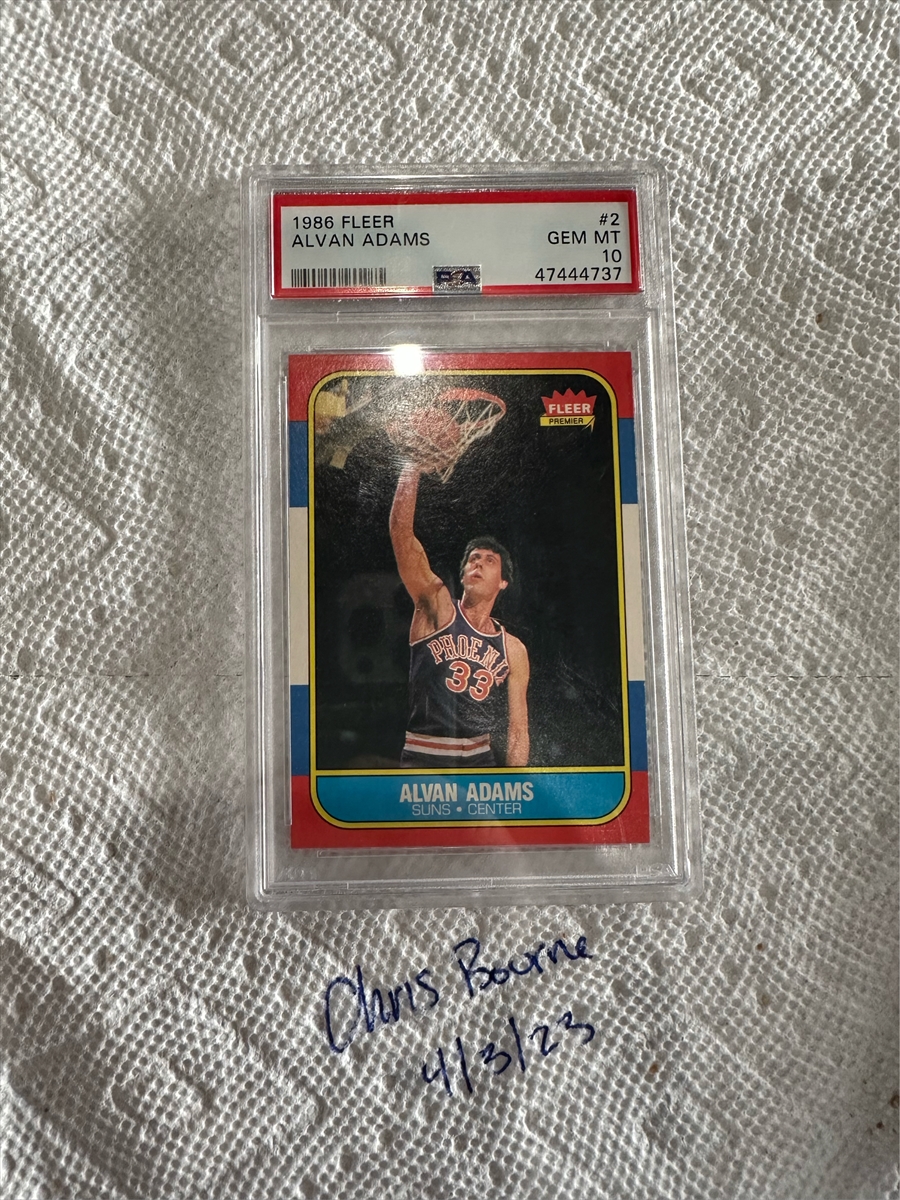 1986 FLEER
ALVAN ADAMS
#2
GEM MT
10
47444737
PSA
FLEER
PREMIER
PHOENIX
33
ALVAN ADAMS
SUNS • CENTER
Chris Bourne
4/3/23